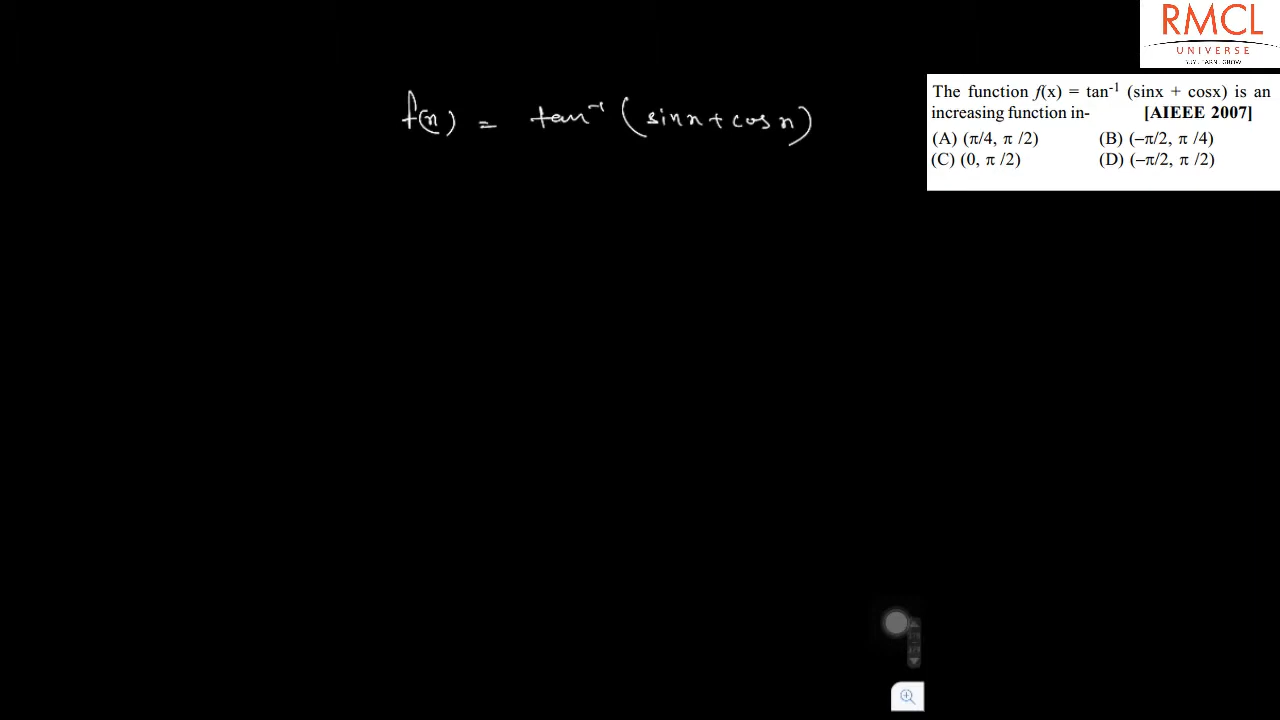 RMCL
UNIVERSE
f(x) = tan⁻¹ (sinx + cosx)
The function f(x) = tan⁻¹ (sinx + cosx) is an
increasing function in- [AIEEE 2007]
(A) (π/4, π /2) (B) (–π/2, π /4)
(C) (0, π /2) (D) (–π/2, π /2)